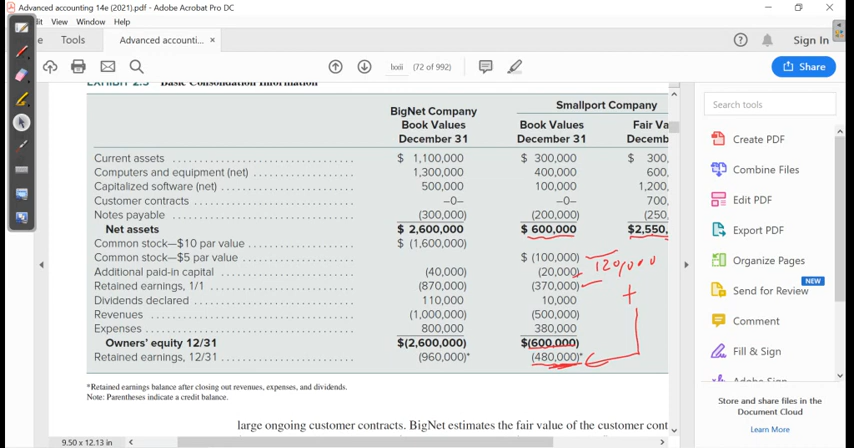 Advanced accounting 14e (2021).pdf - Adobe Acrobat Pro DC
View Window Help
e Tools Advanced accounti... × Sign In
(72 of 992) Share
EXHIBIT 2.3 Basic Consolidation Information
Smallport Company
BigNet Company
Book Values Book Values Fair Va
December 31 December 31 Decemb
Current assets $ 1,100,000 $ 300,000 $ 300,
Computers and equipment (net) 1,300,000 400,000 600,
Capitalized software (net) 500,000 100,000 1,200,
Customer contracts -0- -0- 700,
Notes payable (300,000) (200,000) (250,
Net assets $ 2,600,000 $ 600,000 $2,550,
Common stock—$10 par value $ (1,600,000)
Common stock—$5 par value $ (100,000)
Additional paid-in capital (40,000) (20,000) 120,000
Retained earnings, 1/1 (870,000) (370,000)
+
Dividends declared 110,000 10,000
Revenues (1,000,000) (500,000)
Expenses 800,000 380,000
Owners' equity 12/31 $(2,600,000) $(600,000)
Retained earnings, 12/31 (960,000)* (480,000)*
*Retained earnings balance after closing out revenues, expenses, and dividends.
Note: Parentheses indicate a credit balance.
large ongoing customer contracts. BigNet estimates the fair value of the customer cont
9.50 x 12.13 in
Search tools
Create PDF
Combine Files
Edit PDF
Export PDF
Organize Pages
Send for Review NEW
Comment
Fill & Sign
Store and share files in the
Document Cloud
Learn More